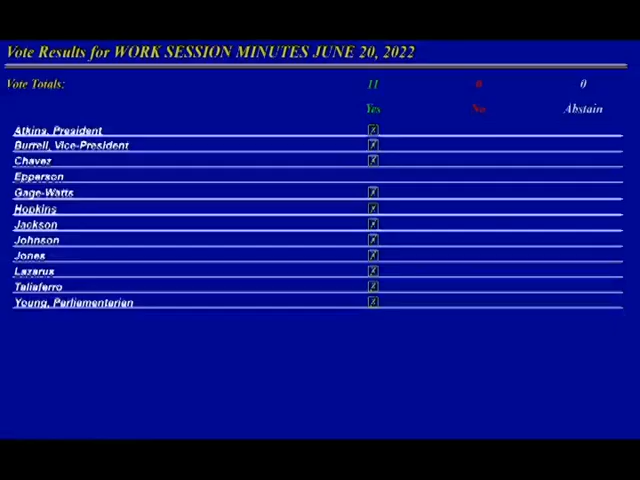 Vote Results for WORK SESSION MINUTES JUNE 20, 2022
Vote Totals: 11 0 0
Yes No Abstain
Atkins, President
Burrell, Vice-President
Chavez
Epperson
Gage-Watts
Hopkins
Jackson
Johnson
Jones
Lazarus
Taliaferro
Young, Parliamentarian